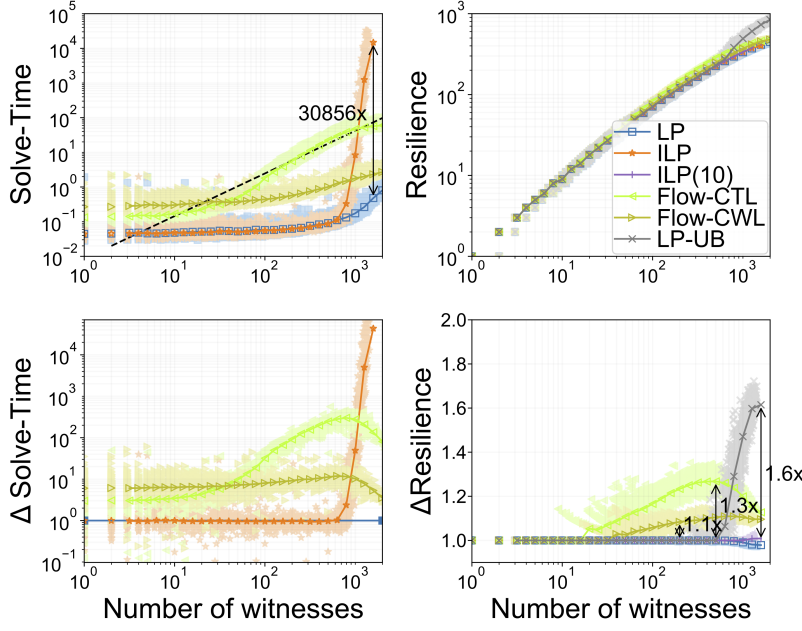 Solve-Time
10^5
10^4
10^3
10^2
10^1
10^0
10^-1
10^-2
30856x
10^0 10^1 10^2 10^3
Resilience
10^3
10^2
10^1
10^0
LP
ILP
ILP(10)
Flow-CTL
Flow-CWL
LP-UB
10^0 10^1 10^2 10^3
Δ Solve-Time
10^4
10^3
10^2
10^1
10^0
10^-1
10^0 10^1 10^2 10^3
Number of witnesses
ΔResilience
2.0
1.8
1.6
1.4
1.2
1.0
1.6x
1.3x
1.1x
10^0 10^1 10^2 10^3
Number of witnesses